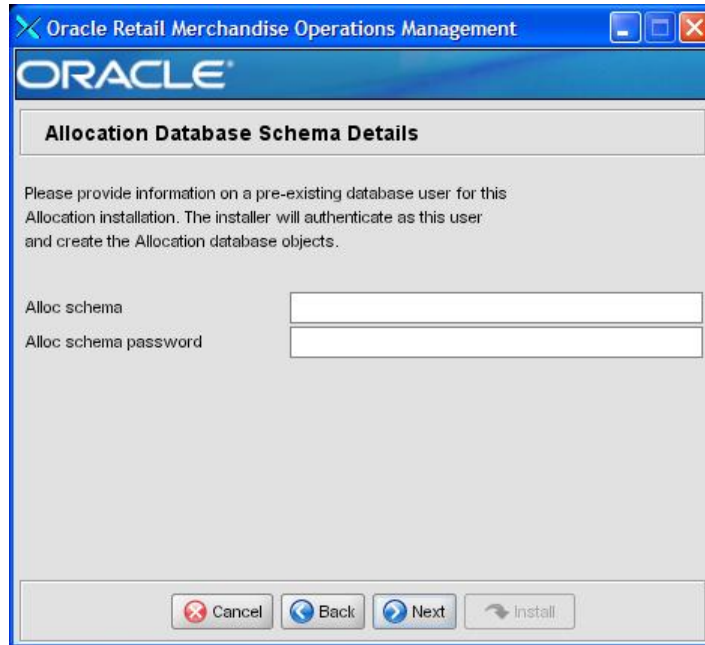 Oracle Retail Merchandise Operations Management
ORACLE®
Allocation Database Schema Details
Please provide information on a pre-existing database user for this
Allocation installation. The installer will authenticate as this user
and create the Allocation database objects.
Alloc schema
Alloc schema password
Cancel Back Next Install